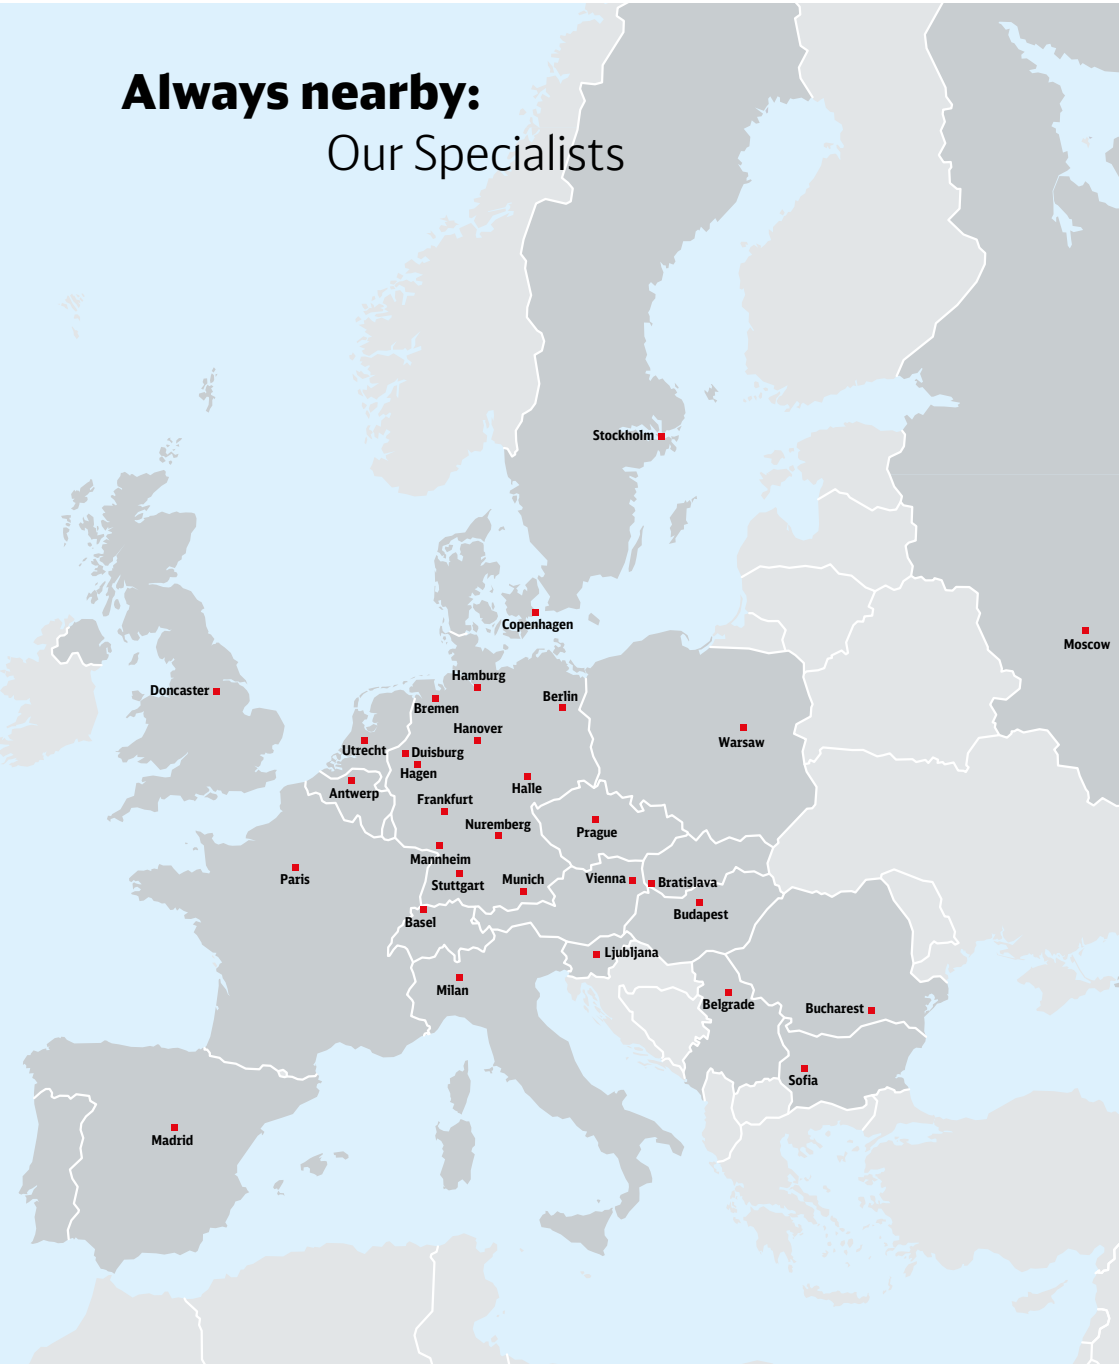 Always nearby:
Our Specialists
Stockholm
Copenhagen
Moscow
Hamburg
Doncaster
Berlin
Bremen
Hanover
Warsaw
Utrecht
Duisburg
Hagen
Halle
Antwerp
Frankfurt
Nuremberg
Prague
Mannheim
Paris
Munich
Vienna
Bratislava
Stuttgart
Budapest
Basel
Ljubljana
Milan
Belgrade
Bucharest
Sofia
Madrid